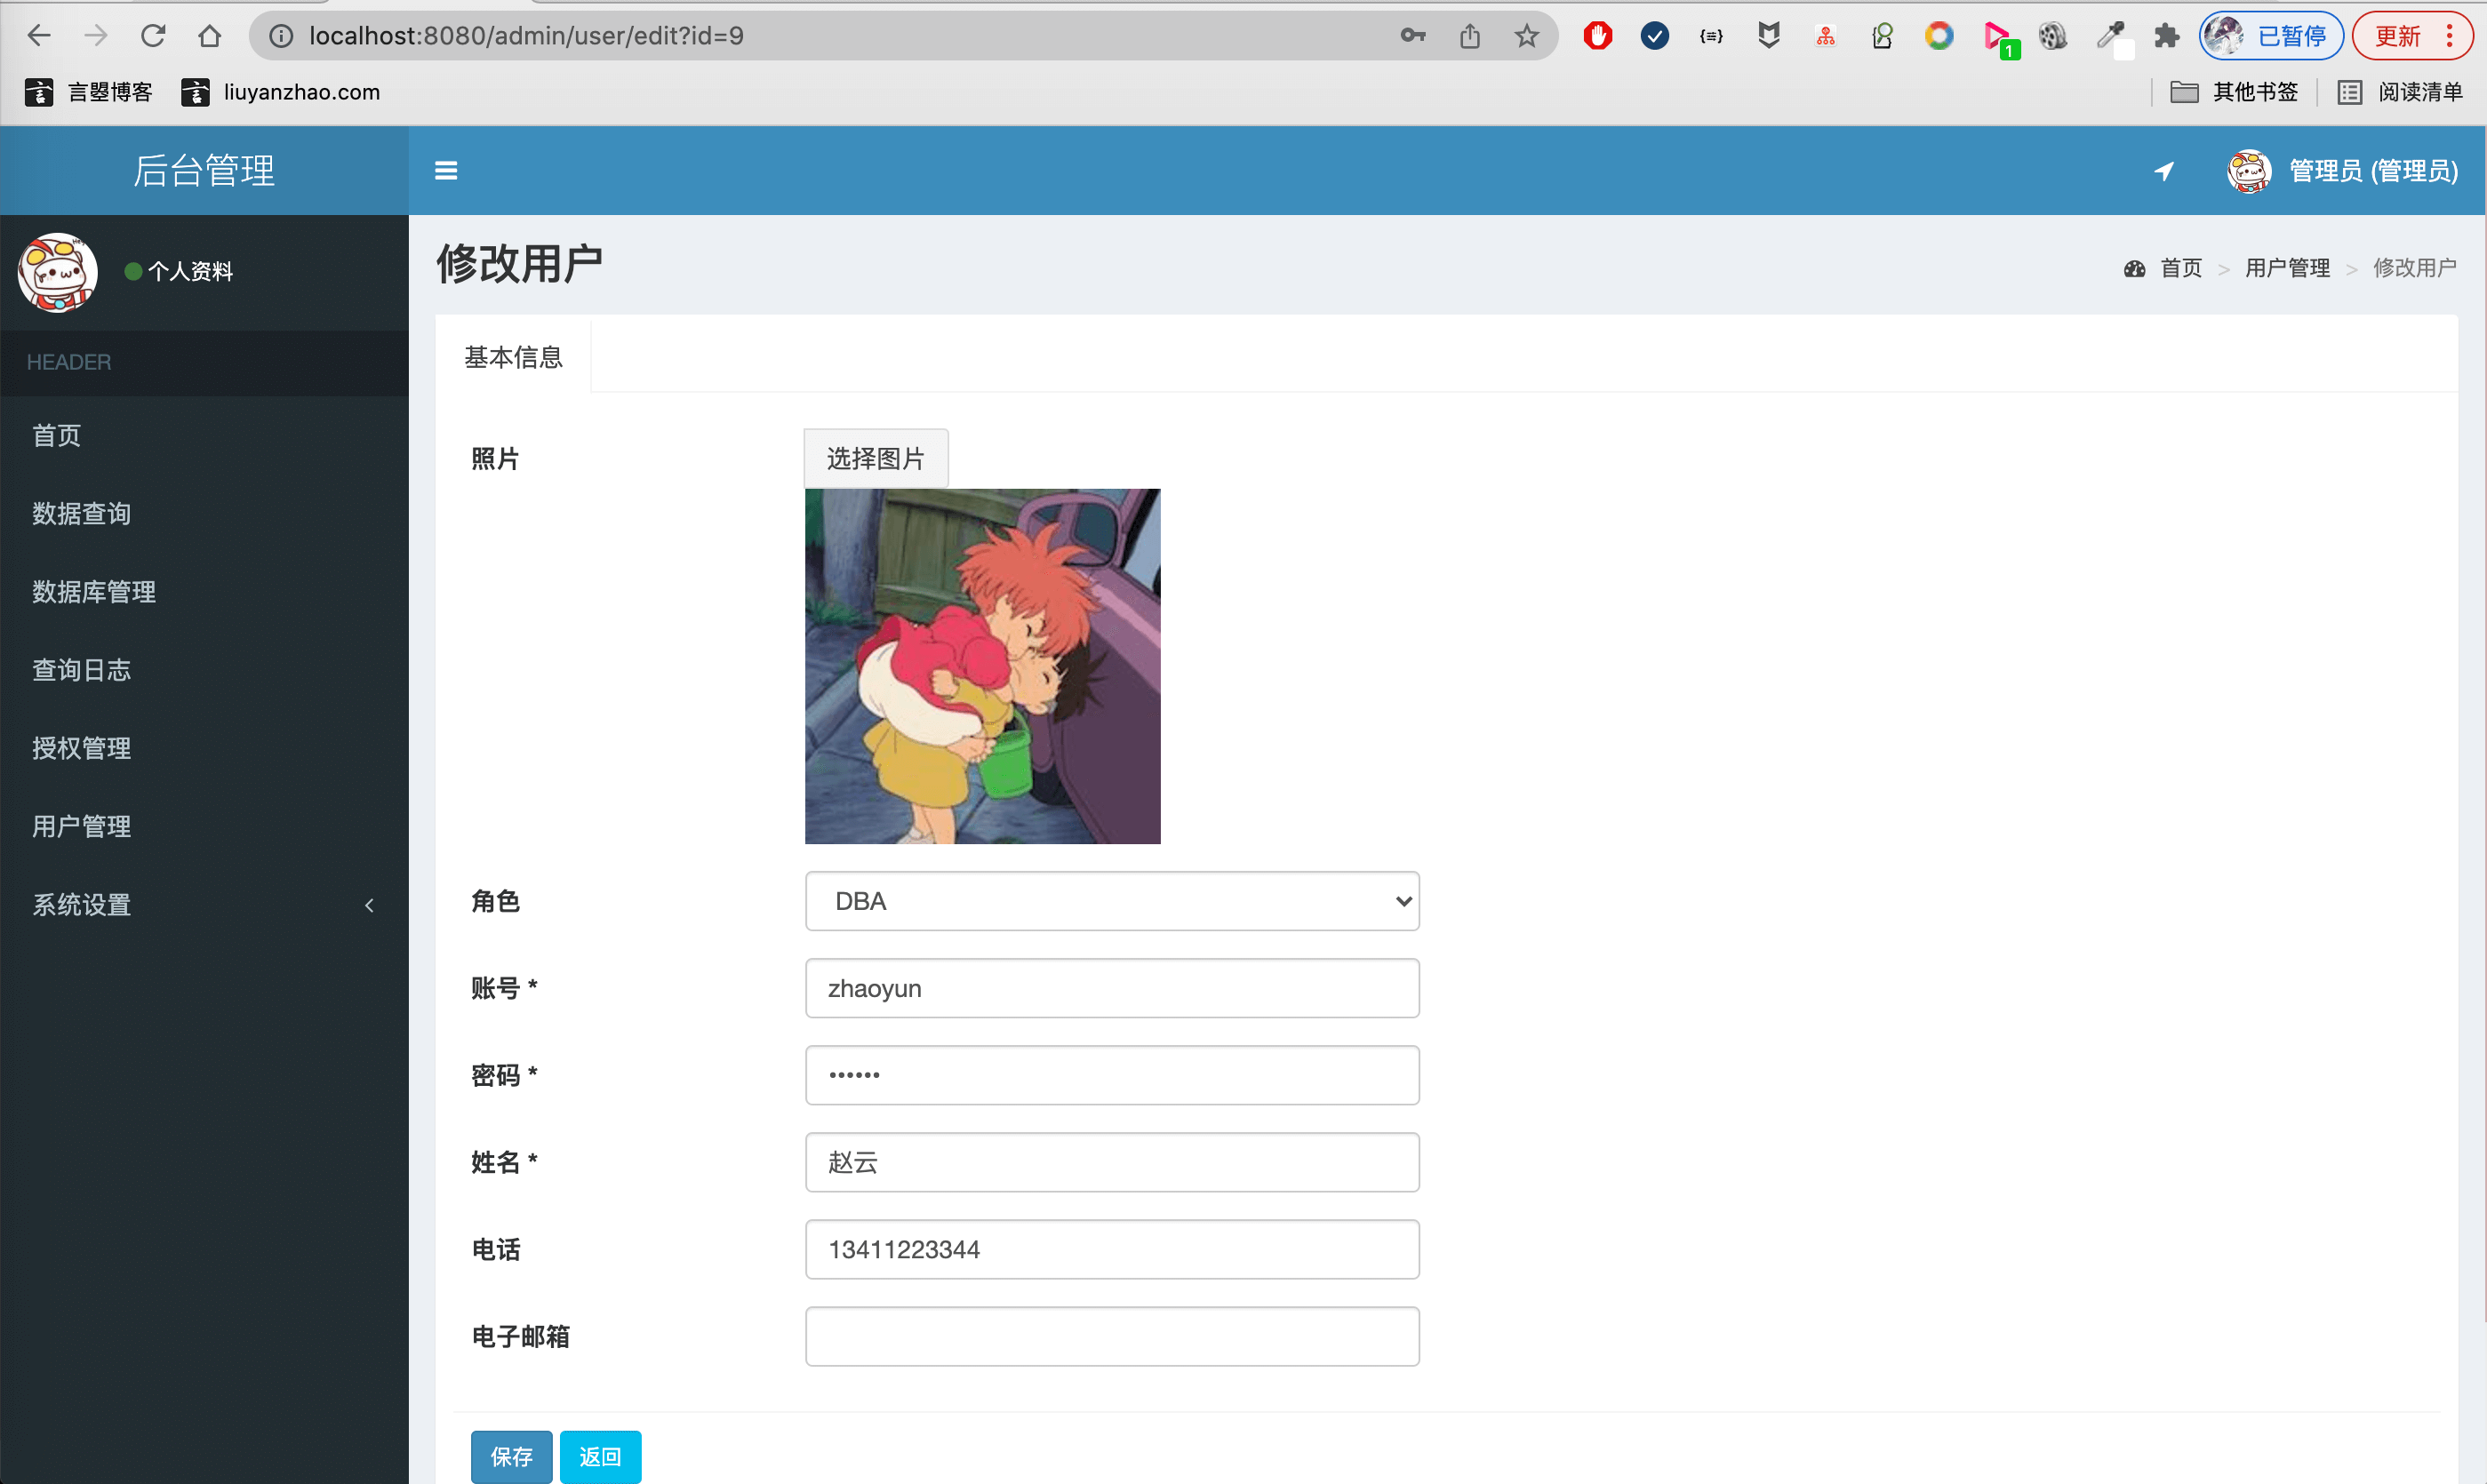 localhost:8080/admin/user/edit?id=9
1
已暂停
更新
言曌博客
liuyanzhao.com
其他书签
阅读清单
后台管理
管理员 (管理员)
个人资料
修改用户
首页 > 用户管理 > 修改用户
HEADER
基本信息
首页
照片
选择图片
数据查询
数据库管理
查询日志
授权管理
用户管理
系统设置
角色
DBA
账号 *
zhaoyun
密码 *
••••••
姓名 *
赵云
电话
13411223344
电子邮箱
保存
返回